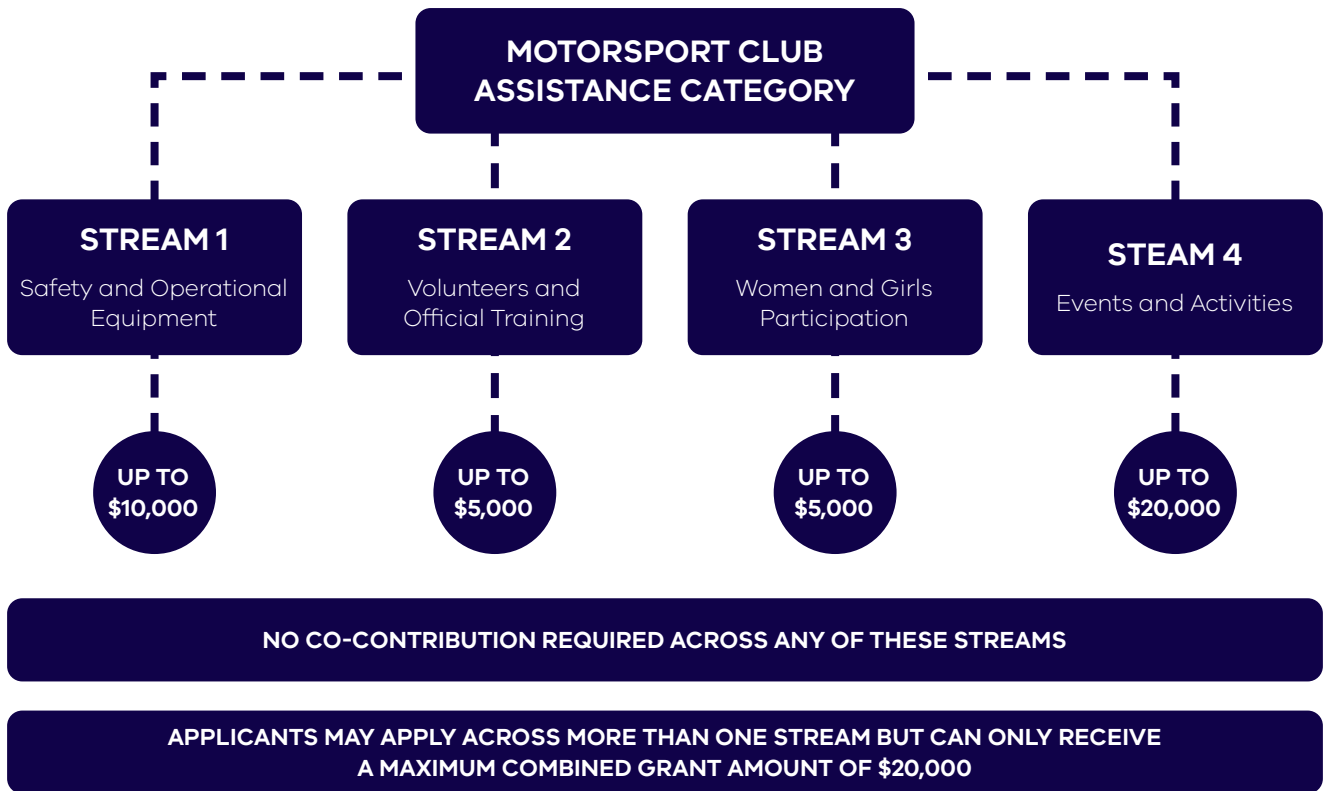 MOTORSPORT CLUB
ASSISTANCE CATEGORY
STREAM 1
Safety and Operational
Equipment
UP TO
$10,000
STREAM 2
Volunteers and
Official Training
UP TO
$5,000
STREAM 3
Women and Girls
Participation
UP TO
$5,000
STEAM 4
Events and Activities
UP TO
$20,000
NO CO-CONTRIBUTION REQUIRED ACROSS ANY OF THESE STREAMS
APPLICANTS MAY APPLY ACROSS MORE THAN ONE STREAM BUT CAN ONLY RECEIVE
A MAXIMUM COMBINED GRANT AMOUNT OF $20,000